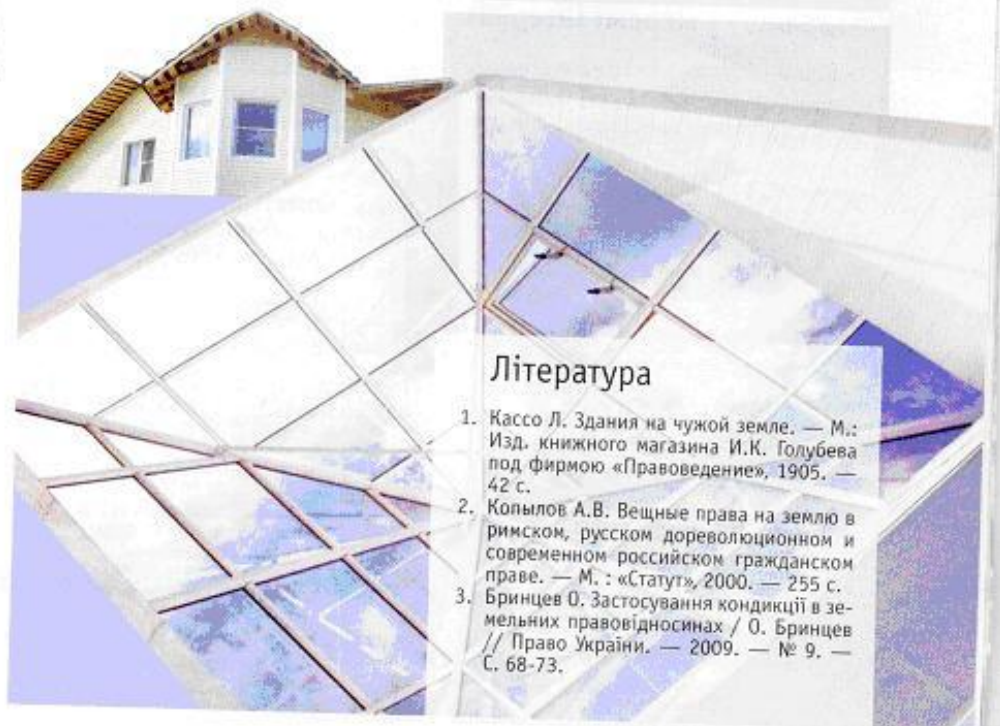 Література
1. Кассо Л. Здания на чужой земле. — М.:
Изд. книжного магазина И.К. Голубева
под фирмою «Правоведение», 1905. —
42 с.
2. Копылов А.В. Вещные права на землю в
римском, русском дореволюционном и
современном российском гражданском
праве. — М. : «Статут», 2000. — 255 с.
3. Бринцев О. Застосування кондикції в зе-
мельних правовідносинах / О. Бринцев
// Право України. — 2009. — № 9. —
С. 68-73.